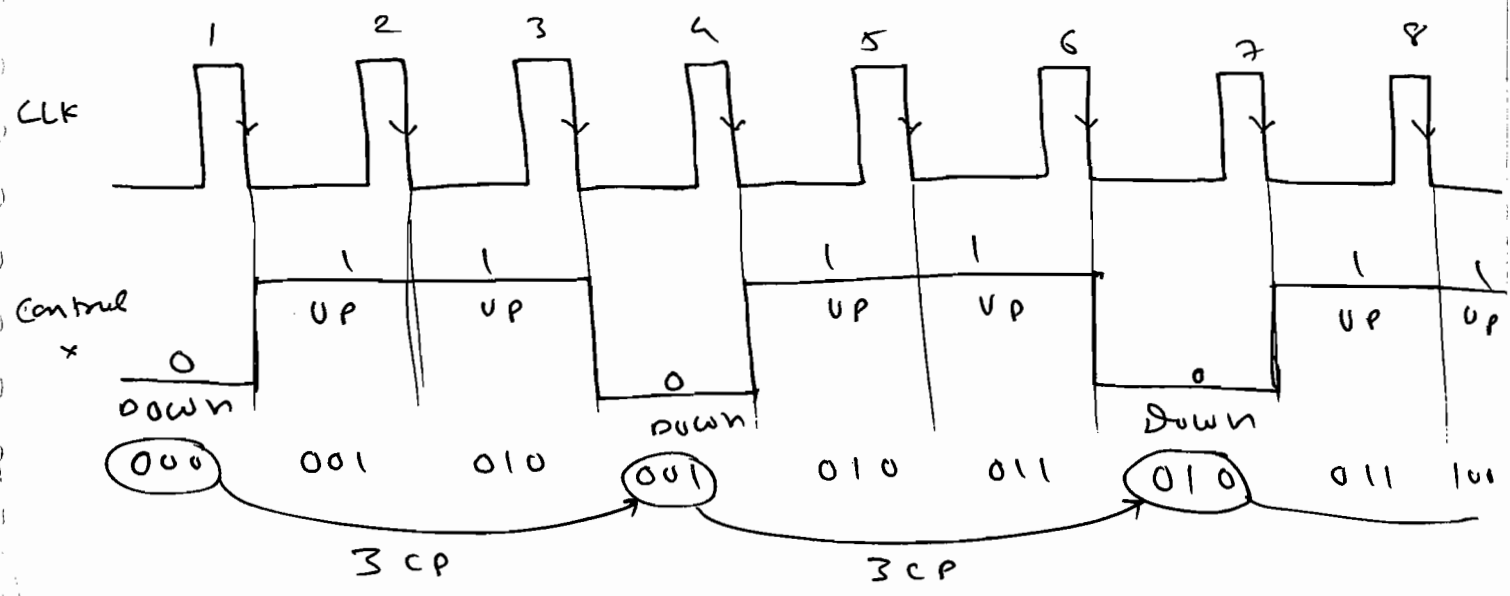 1 2 3 4 5 6 7 8
CLK
1 1 1 1 1 1
Control UP UP UP UP UP UP
x 0 0 0
DOWN DOWN Down
000 001 010 001 010 011 010 011 100
3 CP 3 CP